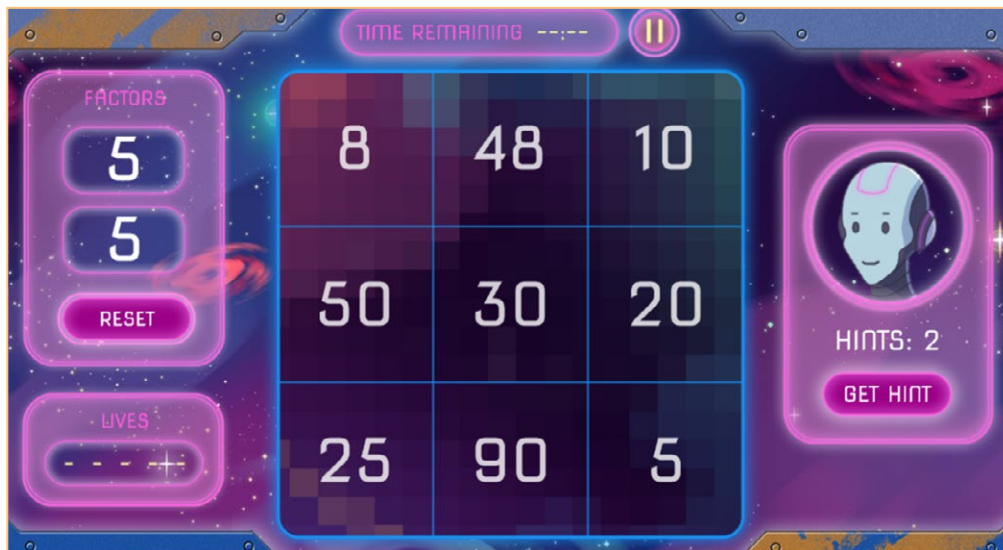 TIME REMAINING --:--
FACTORS
5
5
RESET
LIVES
- - - - -
8 48 10
50 30 20
25 90 5
HINTS: 2
GET HINT